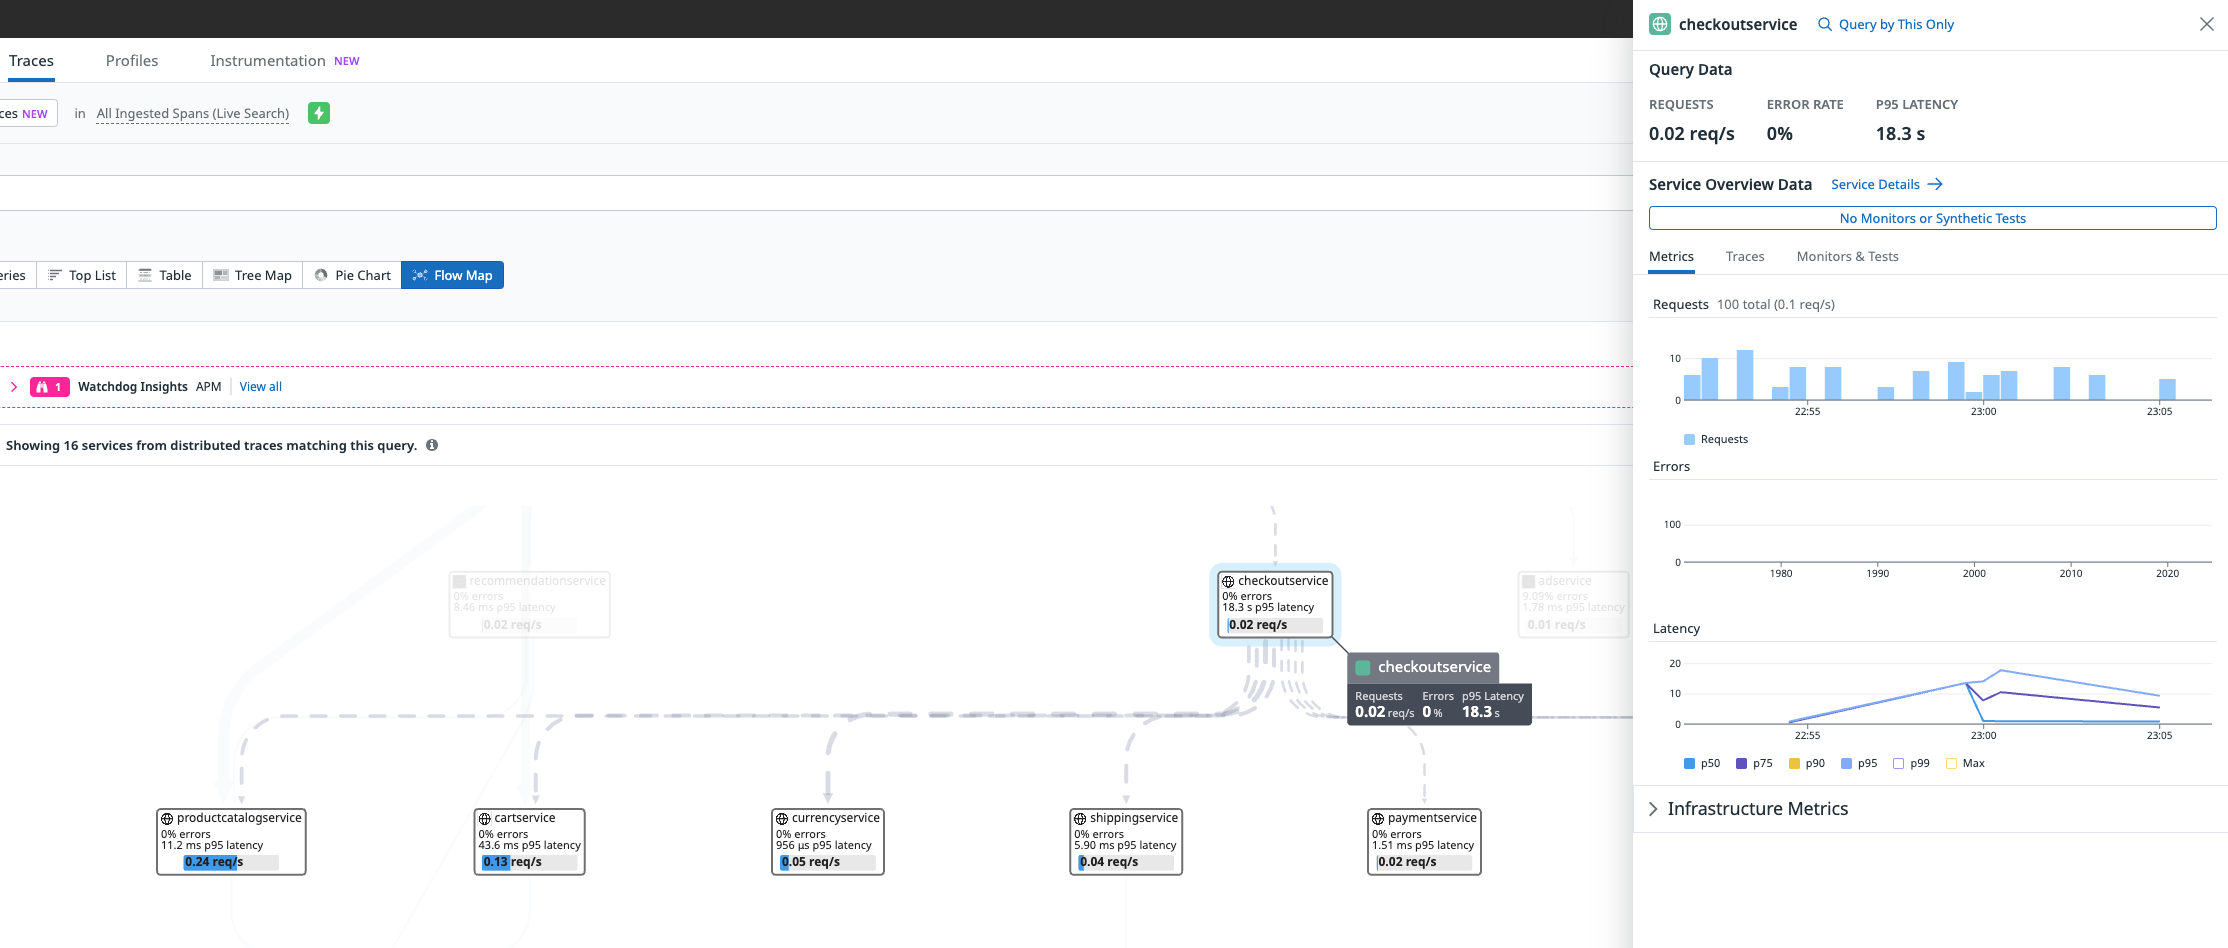 Traces
Profiles
Instrumentation NEW
ces NEW
in All Ingested Spans (Live Search)
eries
Top List
Table
Tree Map
Pie Chart
Flow Map
1 Watchdog Insights APM View all
Showing 16 services from distributed traces matching this query.
recommendationservice
0% errors
8.46 ms p95 latency
0.02 req/s
checkoutservice
0% errors
18.3 s p95 latency
0.02 req/s
adservice
9.09% errors
1.78 ms p95 latency
0.01 req/s
checkoutservice
Requests Errors p95 Latency
0.02 req/s 0 % 18.3 s
productcatalogservice
0% errors
11.2 ms p95 latency
0.24 req/s
cartservice
0% errors
43.6 ms p95 latency
0.13 req/s
currencyservice
0% errors
956 µs p95 latency
0.05 req/s
shippingservice
0% errors
5.90 ms p95 latency
0.04 req/s
paymentservice
0% errors
1.51 ms p95 latency
0.02 req/s
checkoutservice
Query by This Only
Query Data
REQUESTS ERROR RATE P95 LATENCY
0.02 req/s 0% 18.3 s
Service Overview Data Service Details
No Monitors or Synthetic Tests
Metrics Traces Monitors & Tests
Requests 100 total (0.1 req/s)
10
0
22:55 23:00 23:05
Requests
Errors
100
0
1980 1990 2000 2010 2020
Latency
20
10
0
22:55 23:00 23:05
p50 p75 p90 p95 p99 Max
Infrastructure Metrics